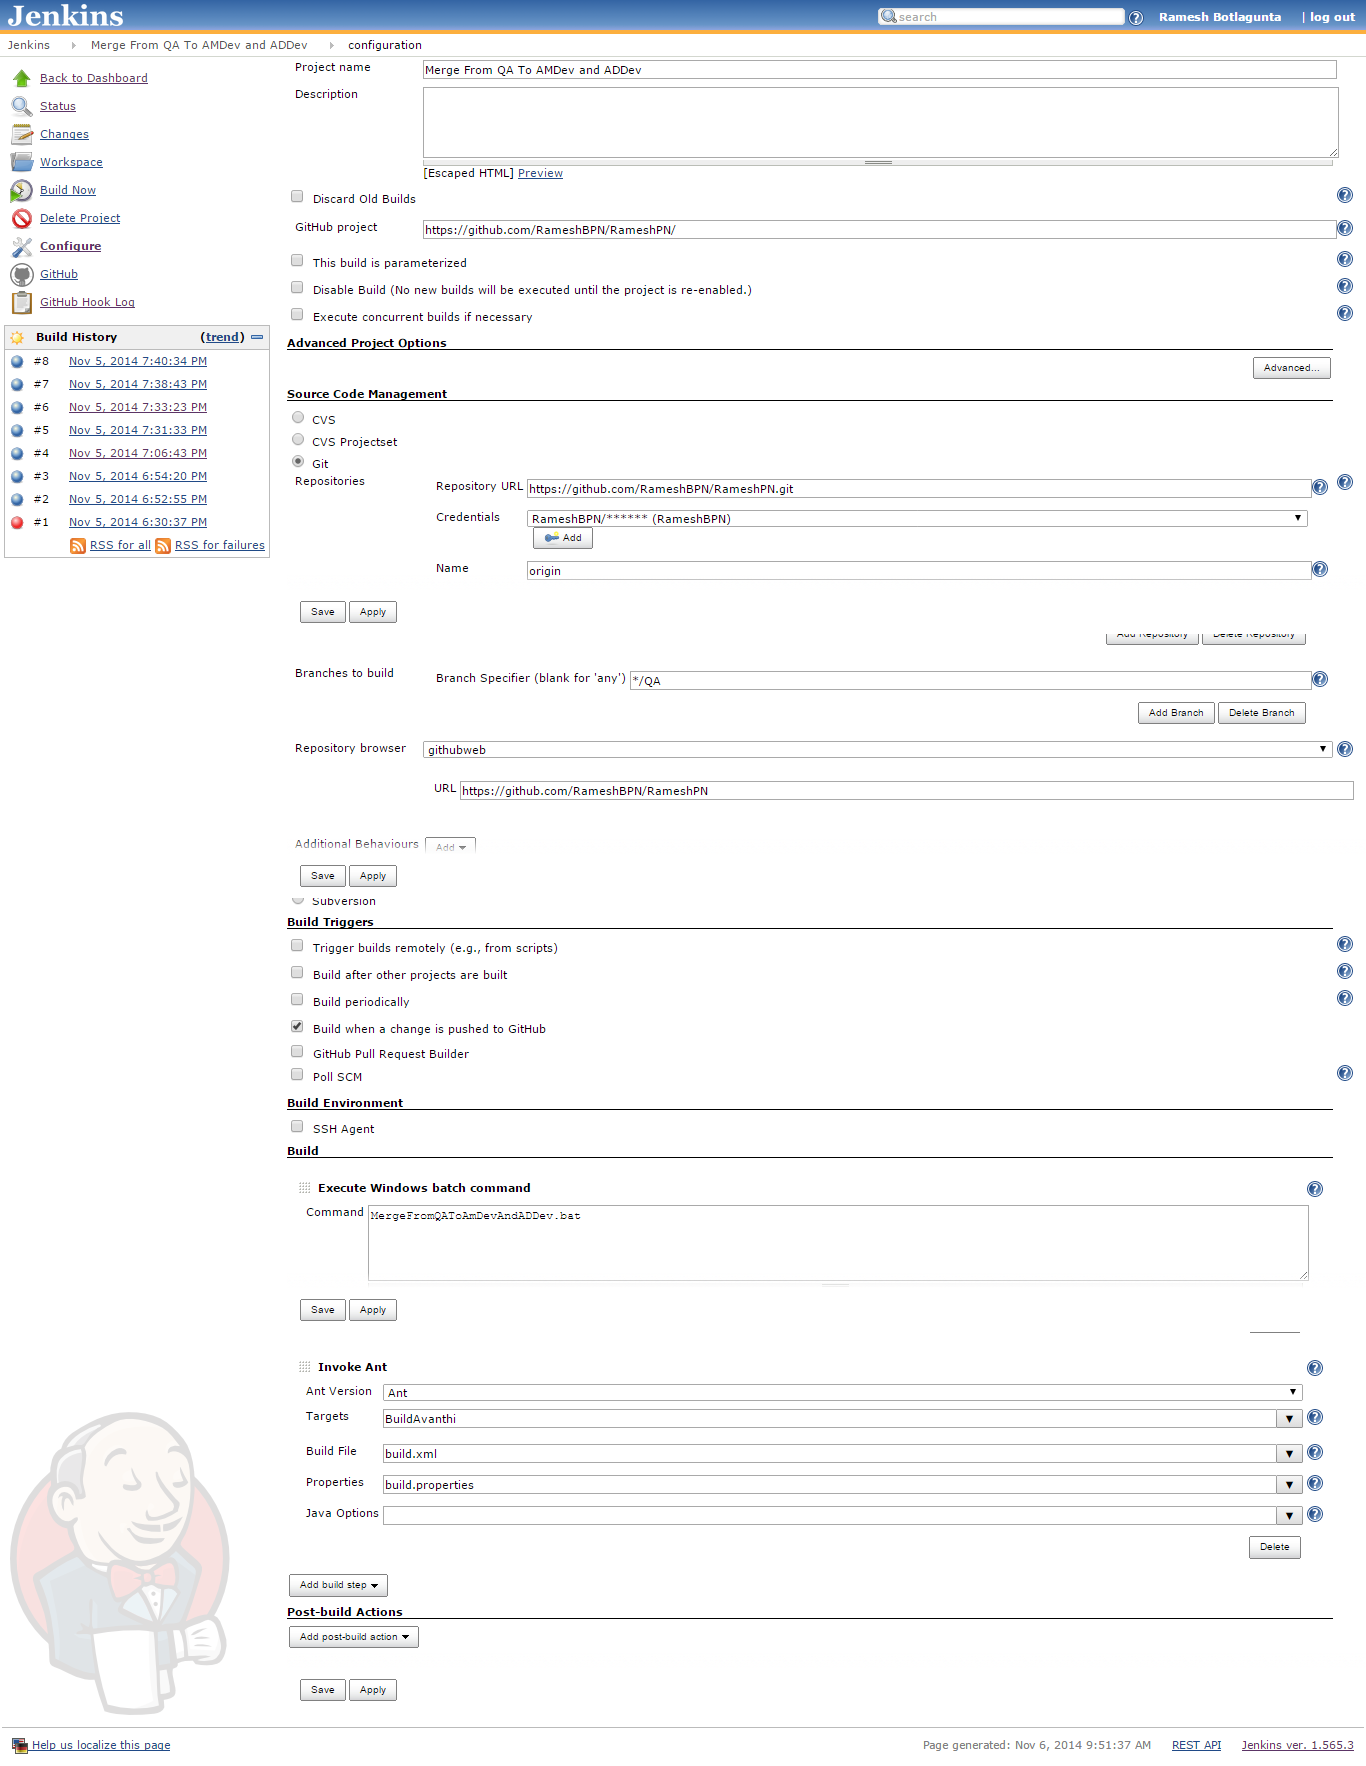 Jenkins
search
Ramesh Botlagunta | log out
Jenkins Merge From QA To AMDev and ADDev configuration
Back to Dashboard
Status
Changes
Workspace
Build Now
Delete Project
Configure
GitHub
GitHub Hook Log
Build History (trend)
#8 Nov 5, 2014 7:40:34 PM
#7 Nov 5, 2014 7:38:43 PM
#6 Nov 5, 2014 7:33:23 PM
#5 Nov 5, 2014 7:31:33 PM
#4 Nov 5, 2014 7:06:43 PM
#3 Nov 5, 2014 6:54:20 PM
#2 Nov 5, 2014 6:52:55 PM
#1 Nov 5, 2014 6:30:37 PM
RSS for all RSS for failures
Project name Merge From QA To AMDev and ADDev
Description
[Escaped HTML] Preview
Discard Old Builds
GitHub project https://github.com/RameshBPN/RameshPN/
This build is parameterized
Disable Build (No new builds will be executed until the project is re-enabled.)
Execute concurrent builds if necessary
Advanced Project Options
Advanced...
Source Code Management
CVS
CVS Projectset
Git
Repositories
Repository URL https://github.com/RameshBPN/RameshPN.git
Credentials RameshBPN/****** (RameshBPN)
Add
Name origin
Save Apply
Add Repository Delete Repository
Branches to build Branch Specifier (blank for 'any') */QA
Add Branch Delete Branch
Repository browser githubweb
URL https://github.com/RameshBPN/RameshPN
Additional Behaviours Add
Save Apply
Subversion
Build Triggers
Trigger builds remotely (e.g., from scripts)
Build after other projects are built
Build periodically
Build when a change is pushed to GitHub
GitHub Pull Request Builder
Poll SCM
Build Environment
SSH Agent
Build
Execute Windows batch command
Command MergeFromQAToAmDevAndADDev.bat
Save Apply
Invoke Ant
Ant Version Ant
Targets BuildAvanthi
Build File build.xml
Properties build.properties
Java Options
Delete
Add build step
Post-build Actions
Add post-build action
Save Apply
Help us localize this page
Page generated: Nov 6, 2014 9:51:37 AM REST API Jenkins ver. 1.565.3